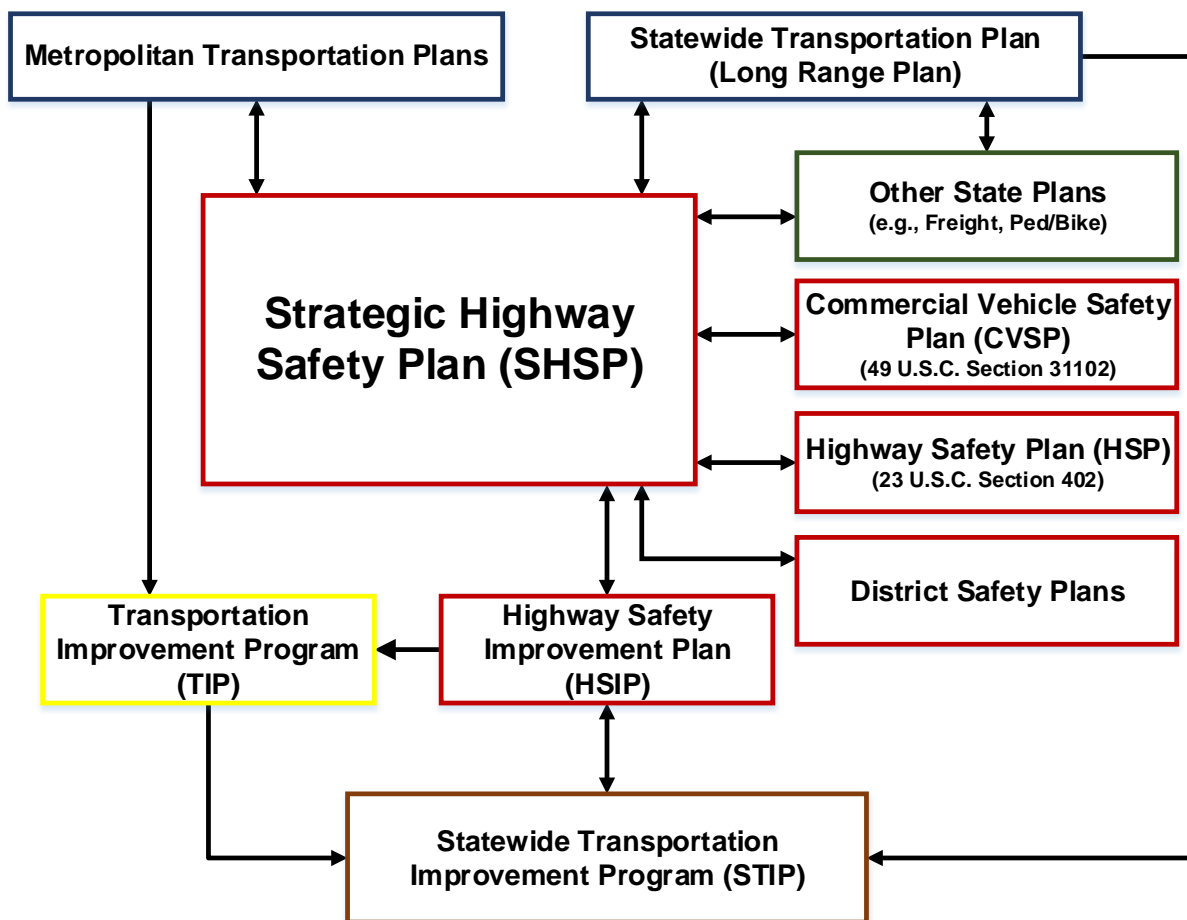 Metropolitan Transportation Plans
Statewide Transportation Plan
(Long Range Plan)
Other State Plans
(e.g., Freight, Ped/Bike)
Strategic Highway
Safety Plan (SHSP)
Commercial Vehicle Safety
Plan (CVSP)
(49 U.S.C. Section 31102)
Highway Safety Plan (HSP)
(23 U.S.C. Section 402)
District Safety Plans
Transportation
Improvement Program
(TIP)
Highway Safety
Improvement Plan
(HSIP)
Statewide Transportation
Improvement Program (STIP)